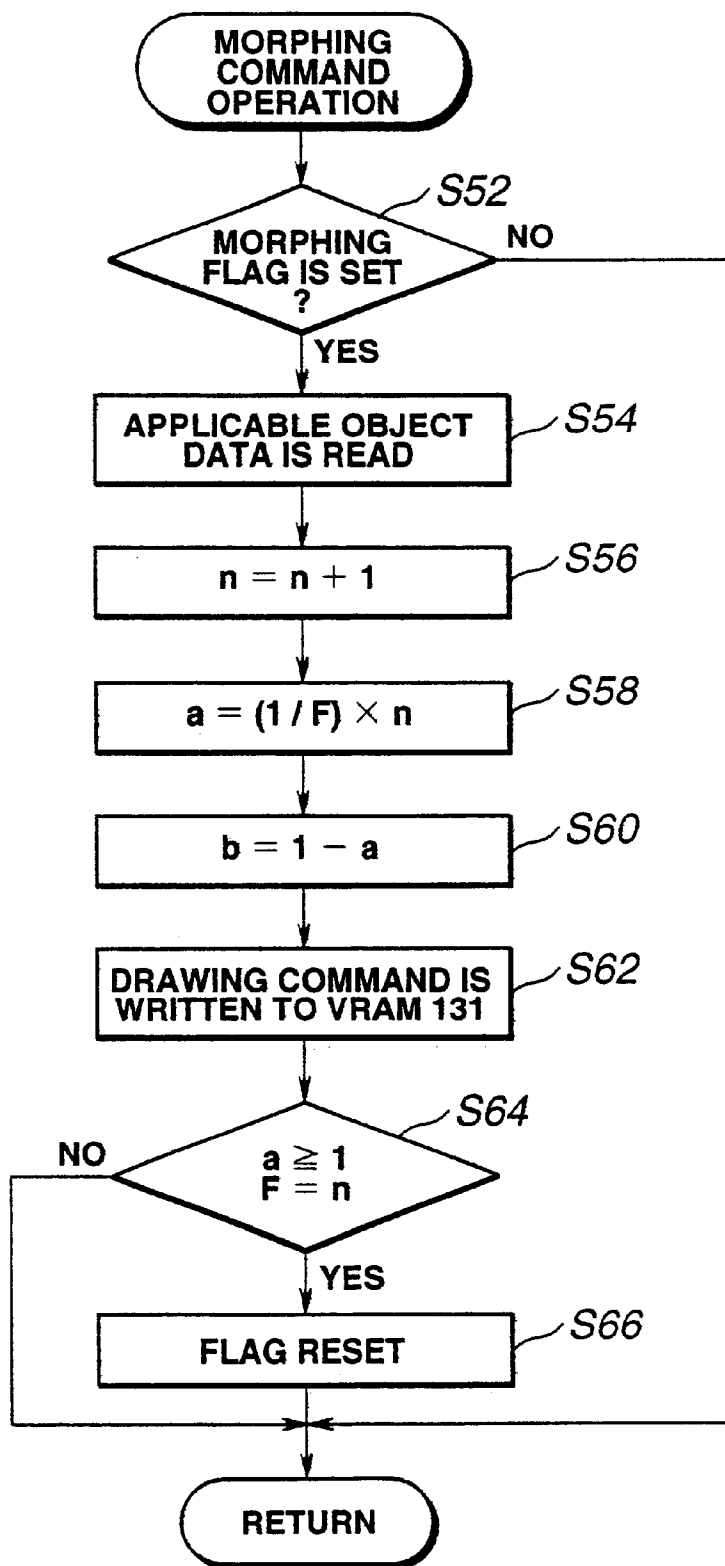 MORPHING
COMMAND
OPERATION
S52
MORPHING
FLAG IS SET
?
NO
YES
APPLICABLE OBJECT
DATA IS READ
S54
n = n + 1
S56
a = (1 / F) × n
S58
b = 1 − a
S60
DRAWING COMMAND IS
WRITTEN TO VRAM 131
S62
S64
NO
a ≧ 1
F = n
YES
FLAG RESET
S66
RETURN